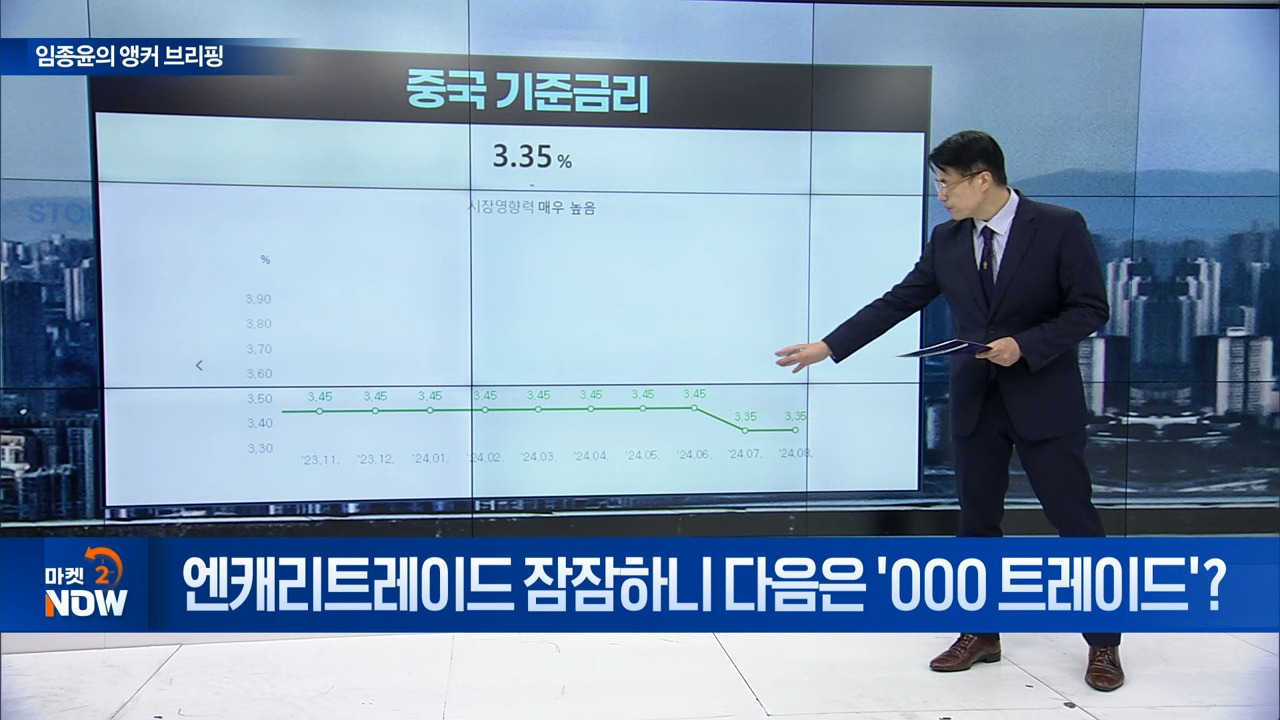 임종윤의 앵커 브리핑
중국 기준금리
3.35 %
-
시장영향력 매우 높음
STO
%
3,90
3,80
3,70
3,60
3,50
3,40
3,30
<
3,45 3,45 3,45 3,45 3,45 3,45 3,45 3,45 3,35 3,35
'23.11. '23.12. '24.01. '24.02. '24.03. '24.04. '24.05. '24.06. '24.07. '24.08.
마켓 2
NOW
엔캐리트레이드 잠잠하니 다음은 'OOO 트레이드'?